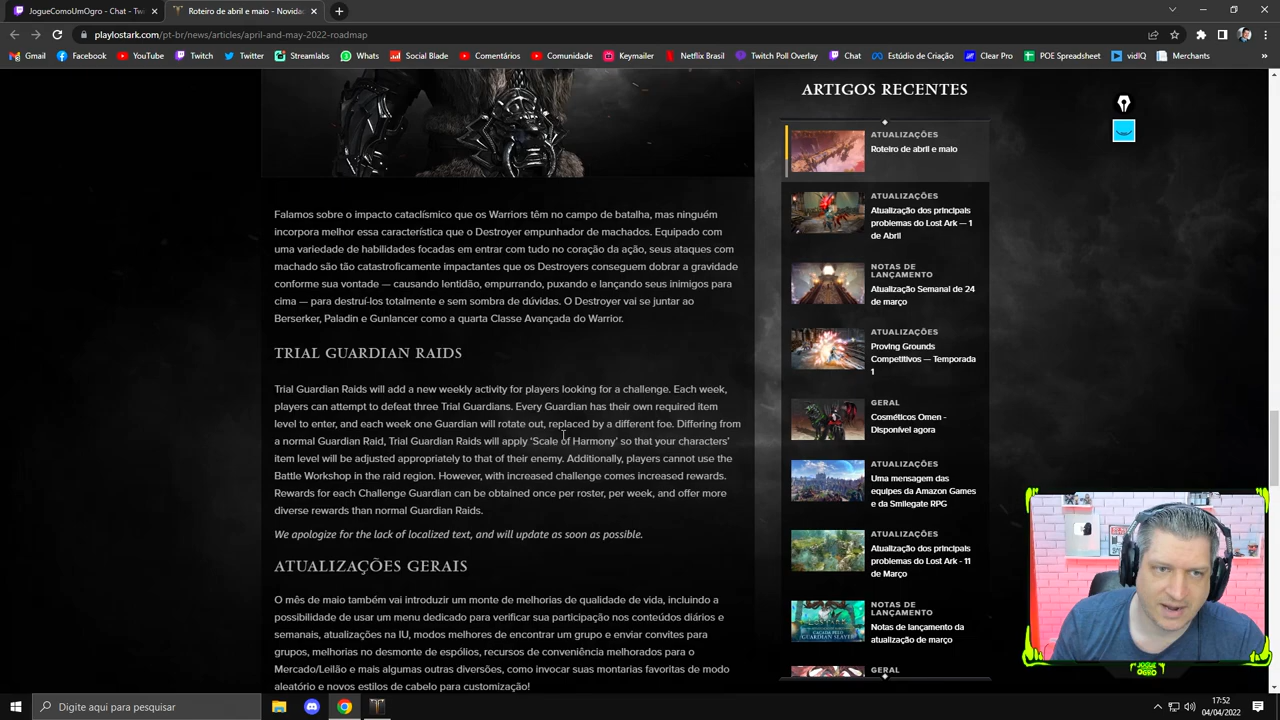 JogueComoUmOgro - Chat - Tw
Roteiro de abril e maio
playlostark.com/pt-br/news/articles/april-and-may-2022-roadmap
Gmail
Facebook
YouTube
Twitch
Twitter
Streamlabs
Whats
Social Blade
Comentários
Comunidade
Keymailer
Netflix Brasil
Twitch Poll Overlay
Chat
Estúdio de Criação
Clear Pro
POE Spreadsheet
vidIQ
Merchants
Falamos sobre o impacto cataclísmico que os Warriors têm no campo de batalha, mas ninguém
incorpora melhor essa característica que o Destroyer empunhador de machados. Equipado com
uma variedade de habilidades focadas em entrar com tudo no coração da ação, seus ataques com
machado são tão catastroficamente impactantes que os Destroyers conseguem dobrar a gravidade
conforme sua vontade — causando lentidão, empurrando, puxando e lançando seus inimigos para
cima — para destruí-los totalmente e sem sombra de dúvidas. O Destroyer vai se juntar ao
Berserker, Paladin e Gunlancer como a quarta Classe Avançada do Warrior.
TRIAL GUARDIAN RAIDS
Trial Guardian Raids will add a new weekly activity for players looking for a challenge. Each week,
players can attempt to defeat three Trial Guardians. Every Guardian has their own required item
level to enter, and each week one Guardian will rotate out, replaced by a different foe. Differing from
a normal Guardian Raid, Trial Guardian Raids will apply ‘Scale of Harmony’ so that your characters’
item level will be adjusted appropriately to that of their enemy. Additionally, players cannot use the
Battle Workshop in the raid region. However, with increased challenge comes increased rewards.
Rewards for each Challenge Guardian can be obtained once per roster, per week, and offer more
diverse rewards than normal Guardian Raids.
We apologize for the lack of localized text, and will update as soon as possible.
ATUALIZAÇÕES GERAIS
O mês de maio também vai introduzir um monte de melhorias de qualidade de vida, incluindo a
possibilidade de usar um menu dedicado para verificar sua participação nos conteúdos diários e
semanais, atualizações na IU, modos melhores de encontrar um grupo e enviar convites para
grupos, melhorias no desmonte de espólios, recursos de conveniência melhorados para o
Mercado/Leilão e mais algumas outras diversões, como invocar suas montarias favoritas de modo
aleatório e novos estilos de cabelo para customização!
ARTIGOS RECENTES
ATUALIZAÇÕES
Roteiro de abril e maio
ATUALIZAÇÕES
Atualização dos principais
problemas do Lost Ark — 1
de Abril
NOTAS DE
LANÇAMENTO
Atualização Semanal de 24
de março
ATUALIZAÇÕES
Proving Grounds
Competitivos — Temporada
1
GERAL
Cosméticos Omen -
Disponível agora
ATUALIZAÇÕES
Uma mensagem das
equipes da Amazon Games
e da Smilegate RPG
ATUALIZAÇÕES
Atualização dos principais
problemas do Lost Ark - 11
de Março
NOTAS DE
LANÇAMENTO
Notas de lançamento da
atualização de março
GERAL
Digite aqui para pesquisar
17:52
04/04/2022